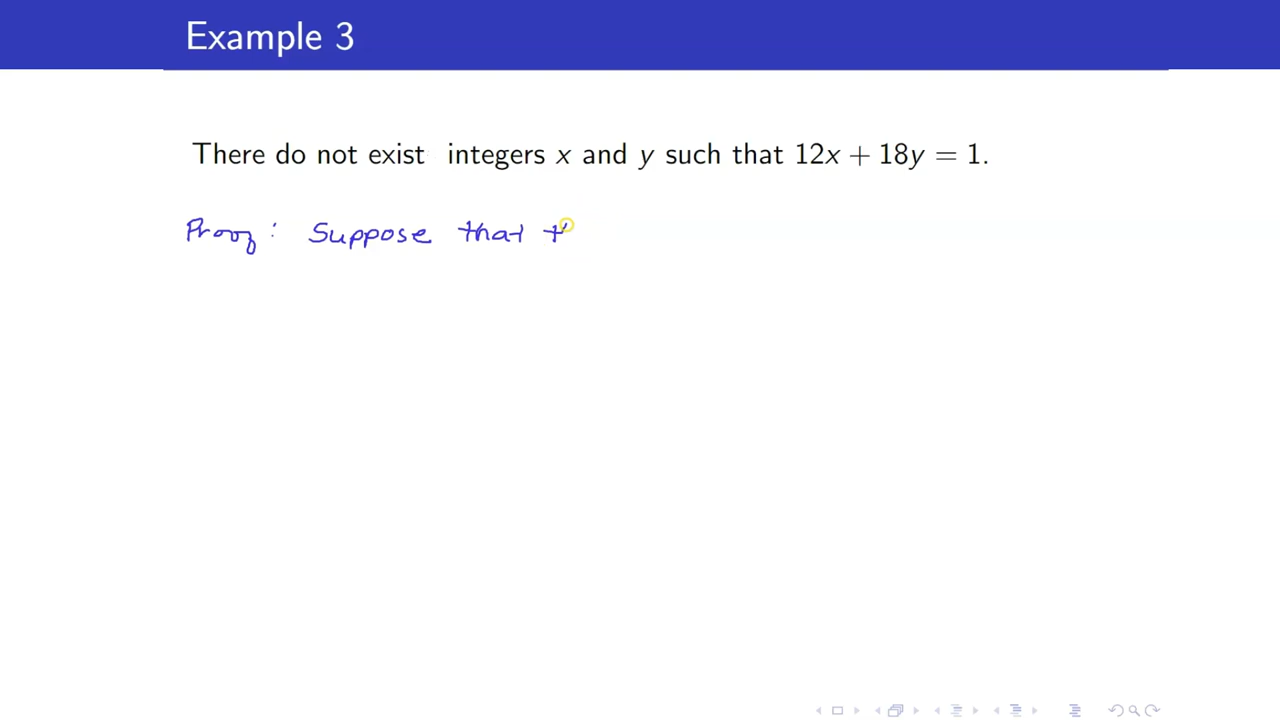 Example 3
There do not exist integers x and y such that 12x + 18y = 1.
Proof: Suppose that t